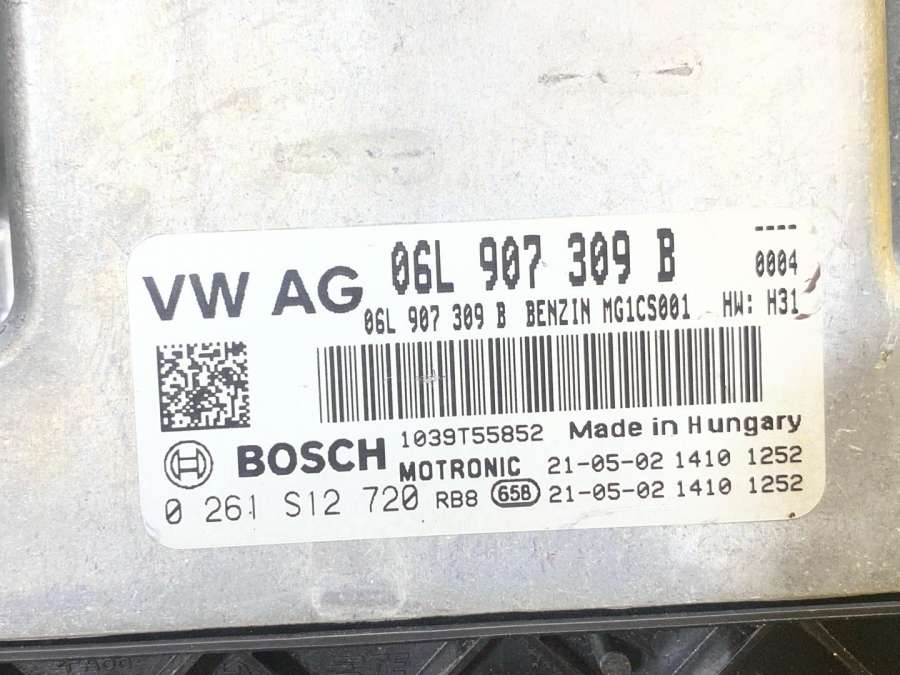 VW AG 06L 907 309 B ----
0004
06L 907 309 B BENZIN MG1CS001 HW: H31
1039T55852 Made in Hungary
BOSCH MOTRONIC 21-05-02 1410 1252
0 261 S12 720 RB8 658 21-05-02 1410 1252